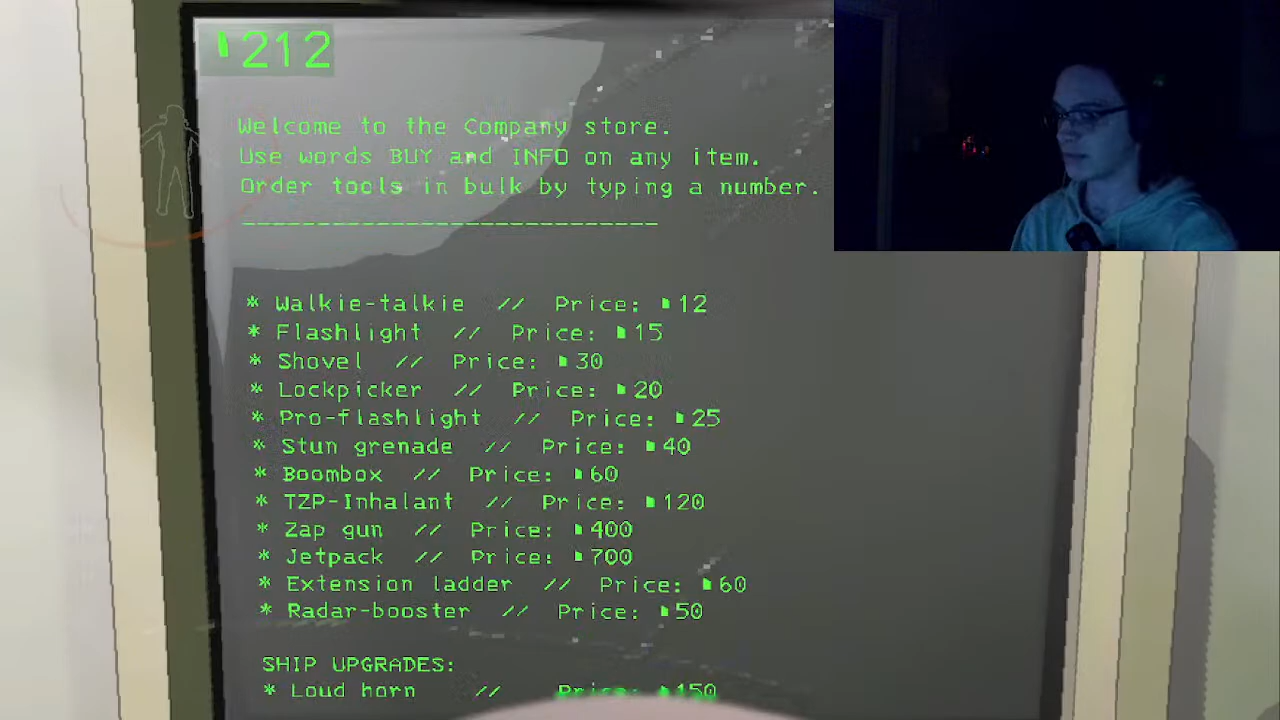 ▮212
Welcome to the Company store.
Use words BUY and INFO on any item.
Order tools in bulk by typing a number.
----------------------------
* Walkie-talkie // Price: ▮12
* Flashlight // Price: ▮15
* Shovel // Price: ▮30
* Lockpicker // Price: ▮20
* Pro-flashlight // Price: ▮25
* Stun grenade // Price: ▮40
* Boombox // Price: ▮60
* TZP-Inhalant // Price: ▮120
* Zap gun // Price: ▮400
* Jetpack // Price: ▮700
* Extension ladder // Price: ▮60
* Radar-booster // Price: ▮50
SHIP UPGRADES:
* Loud horn // Price: ▮150